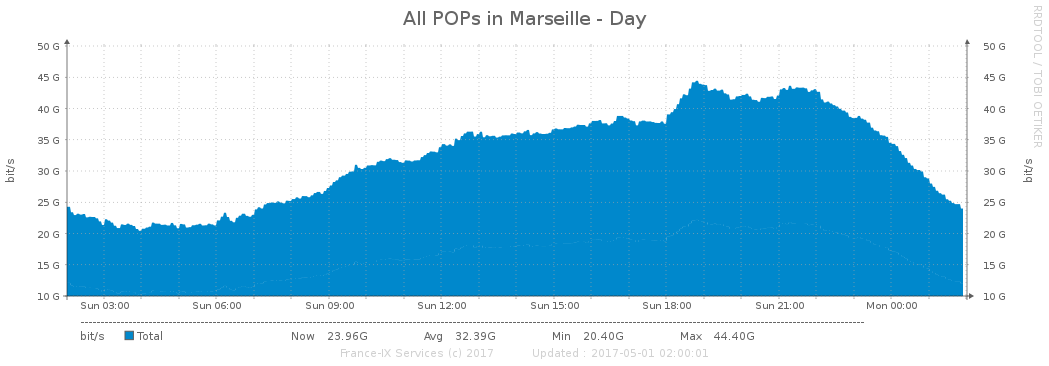 All POPs in Marseille - Day
RRDTOOL / TOBI OETIKER
50 G 50 G
45 G 45 G
40 G 40 G
35 G 35 G
30 G 30 G
25 G 25 G
20 G 20 G
15 G 15 G
10 G 10 G
bit/s bit/s
Sun 03:00 Sun 06:00 Sun 09:00 Sun 12:00 Sun 15:00 Sun 18:00 Sun 21:00 Mon 00:00
bit/s Total Now 23.96G Avg 32.39G Min 20.40G Max 44.40G
France-IX Services (c) 2017 Updated : 2017-05-01 02:00:01